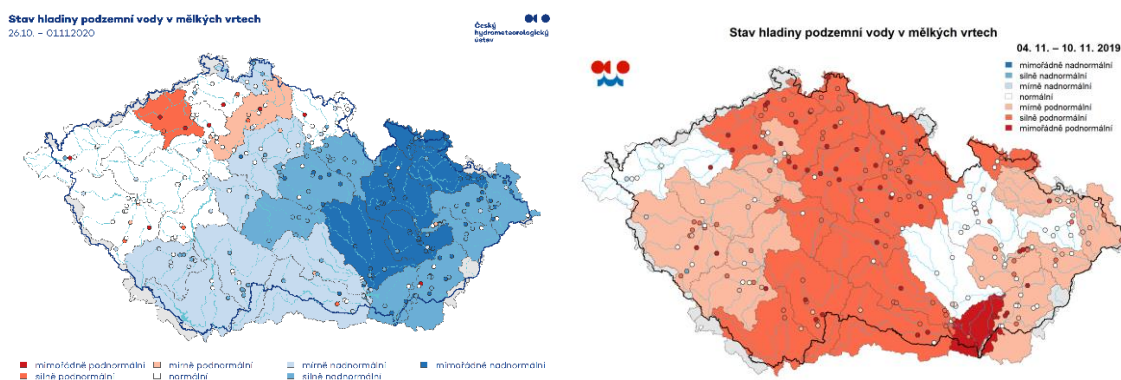 Stav hladiny podzemní vody v mělkých vrtech
26.10. – 01.11.2020
Český
hydrometeorologický
ústav
mimořádně podnormální
mírně podnormální
mírně nadnormální
mimořádně nadnormální
silně podnormální
normální
silně nadnormální
Stav hladiny podzemní vody v mělkých vrtech
04. 11. – 10. 11. 2019
mimořádně nadnormální
silně nadnormální
mírně nadnormální
normální
mírně podnormální
silně podnormální
mimořádně podnormální